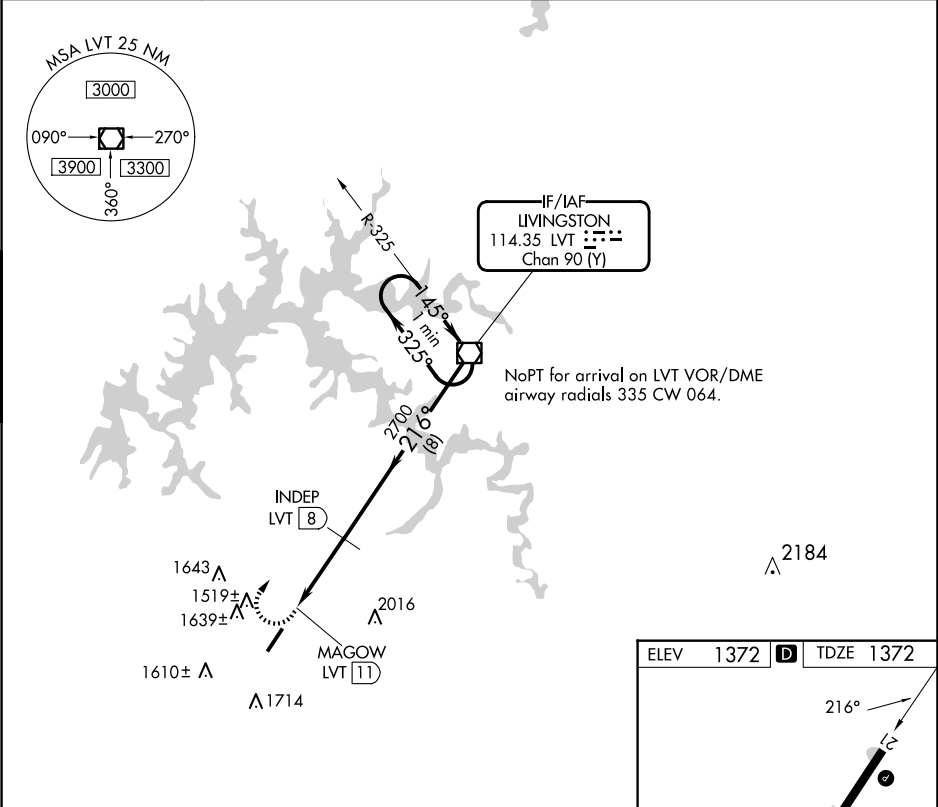 MSA LVT 25 NM
3000
090°
270°
3900
3300
360°
R-325
IF/IAF
LIVINGSTON
114.35 LVT
Chan 90 (Y)
145°
1 min
325°
NoPT for arrival on LVT VOR/DME
airway radials 335 CW 064.
2700
216°
(8)
INDEP
LVT 8
2184
1643
1519±
1639±
2016
MAGOW
LVT 11
1610±
1714
ELEV 1372 D TDZE 1372
216°
21
P